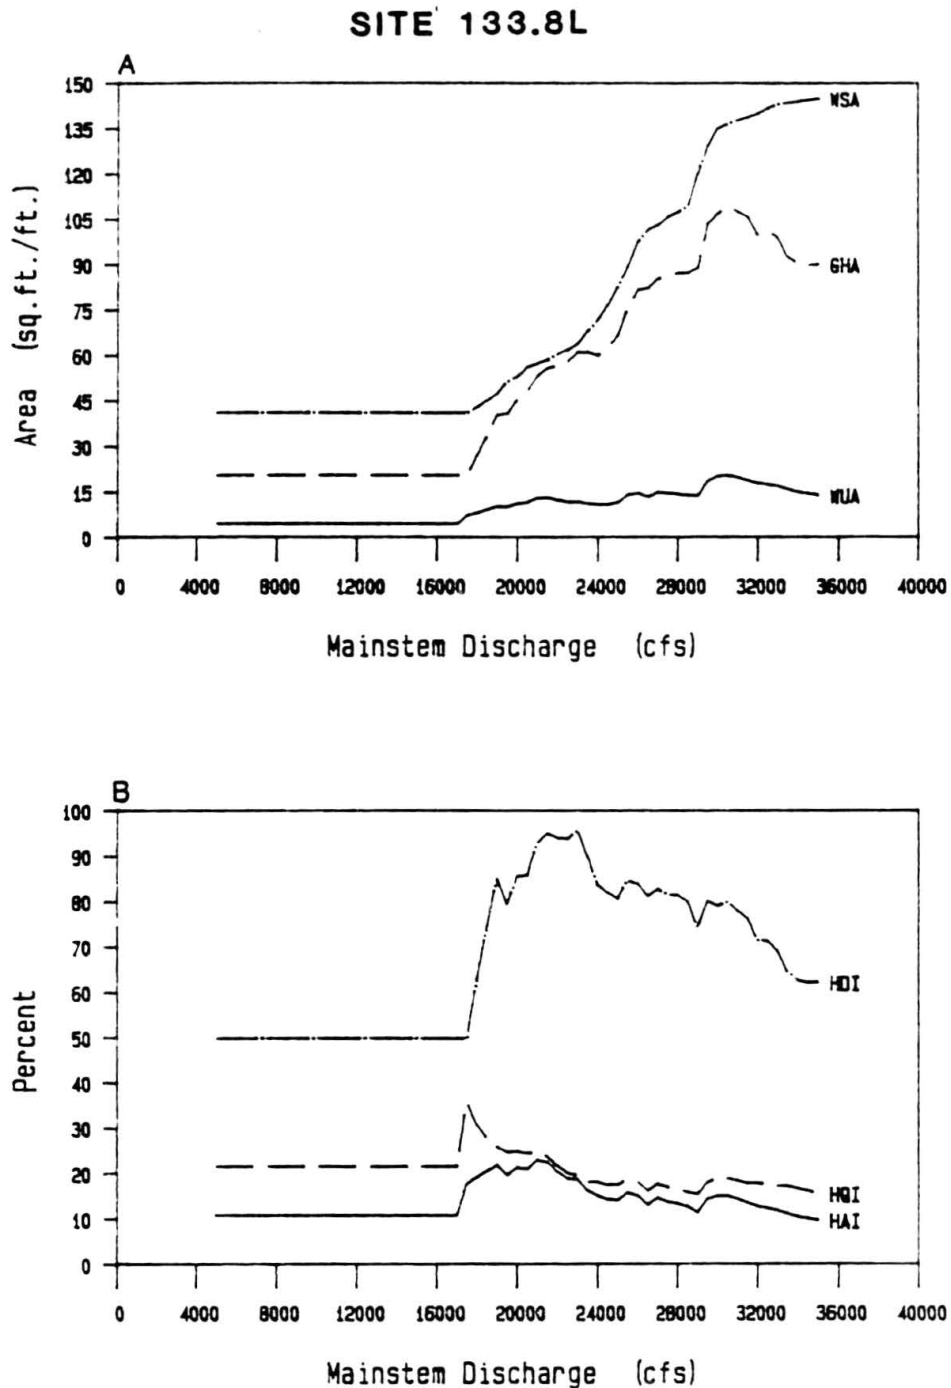 SITE 133.8L
A
150
135
120
105
90
75
60
45
30
15
0
Area (sq.ft./ft.)
WSA
GHA
WUA
0 4000 8000 12000 16000 20000 24000 28000 32000 36000 40000
Mainstem Discharge (cfs)
B
100
90
80
70
60
50
40
30
20
10
0
Percent
HDI
HQI
HAI
0 4000 8000 12000 16000 20000 24000 28000 32000 36000 40000
Mainstem Discharge (cfs)